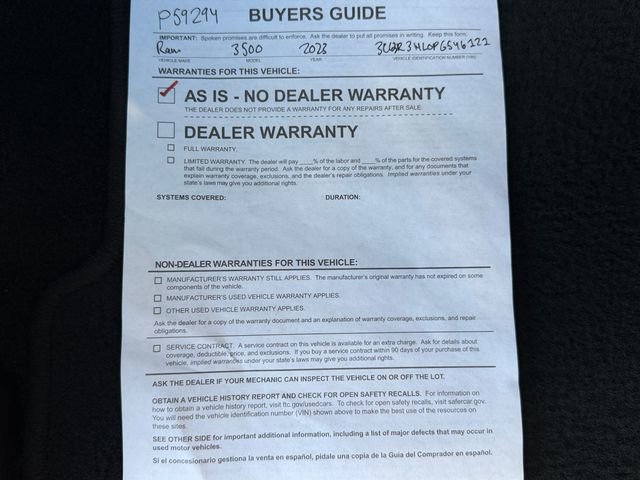 P59294 BUYERS GUIDE
IMPORTANT: Spoken promises are difficult to enforce. Ask the dealer to put all promises in writing. Keep this form.
Ram 3500 2023
VEHICLE MAKE MODEL YEAR VEHICLE IDENTIFICATION NUMBER (VIN)
WARRANTIES FOR THIS VEHICLE:
AS IS - NO DEALER WARRANTY
THE DEALER DOES NOT PROVIDE A WARRANTY FOR ANY REPAIRS AFTER SALE.
DEALER WARRANTY
FULL WARRANTY.
LIMITED WARRANTY. The dealer will pay ____% of the labor and ____% of the parts for the covered systems
that fail during the warranty period. Ask the dealer for a copy of the warranty, and for any documents that
explain warranty coverage, exclusions, and the dealer's repair obligations. Implied warranties under your
state's laws may give you additional rights.
SYSTEMS COVERED: DURATION:
NON-DEALER WARRANTIES FOR THIS VEHICLE:
MANUFACTURER'S WARRANTY STILL APPLIES. The manufacturer's original warranty has not expired on some
components of the vehicle.
MANUFACTURER'S USED VEHICLE WARRANTY APPLIES.
OTHER USED VEHICLE WARRANTY APPLIES.
Ask the dealer for a copy of the warranty document and an explanation of warranty coverage, exclusions, and repair
obligations.
SERVICE CONTRACT. A service contract on this vehicle is available for an extra charge. Ask for details about
coverage, deductible, price, and exclusions. If you buy a service contract within 90 days of your purchase of this
vehicle, implied warranties under your state's laws may give you additional rights.
ASK THE DEALER IF YOUR MECHANIC CAN INSPECT THE VEHICLE ON OR OFF THE LOT.
OBTAIN A VEHICLE HISTORY REPORT AND CHECK FOR OPEN SAFETY RECALLS. For information on
how to obtain a vehicle history report, visit ftc.gov/usedcars. To check for open safety recalls, visit safercar.gov.
You will need the vehicle identification number (VIN) shown above to make the best use of the resources on
these sites.
SEE OTHER SIDE for important additional information, including a list of major defects that may occur in
used motor vehicles.
Si el concesionario gestiona la venta en español, pídale una copia de la Guía del Comprador en español.